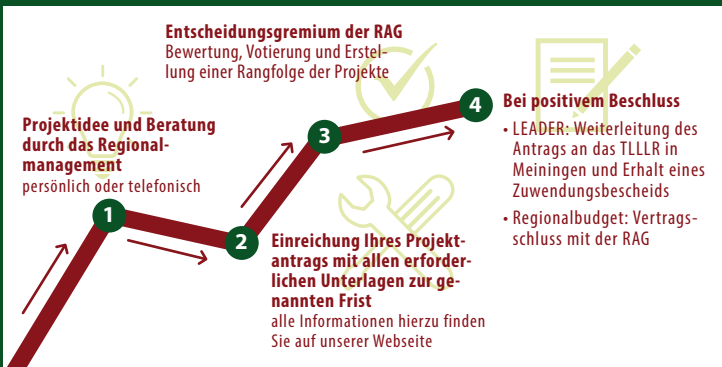 1
Projektidee und Beratung
durch das Regional-
management
persönlich oder telefonisch
2
Einreichung Ihres Projekt-
antrags mit allen erforder-
lichen Unterlagen zur ge-
nannten Frist
alle Informationen hierzu finden
Sie auf unserer Webseite
3
Entscheidungsgremium der RAG
Bewertung, Votierung und Erstel-
lung einer Rangfolge der Projekte
4
Bei positivem Beschluss
• LEADER: Weiterleitung des
Antrags an das TLLLR in
Meiningen und Erhalt eines
Zuwendungsbescheids
• Regionalbudget: Vertrags-
schluss mit der RAG